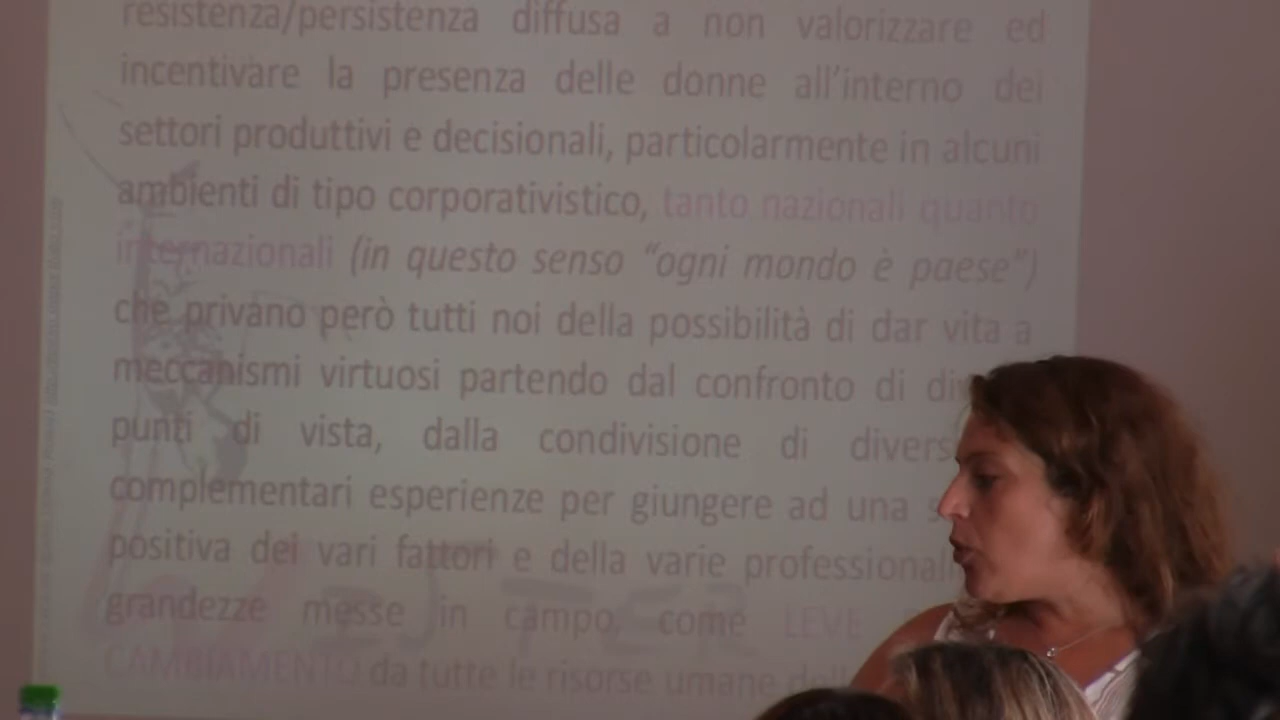 resistenza/persistenza diffusa a non valorizzare ed
incentivare la presenza delle donne all'interno dei
settori produttivi e decisionali, particolarmente in alcuni
ambienti di tipo corporativistico, tanto nazionali quanto
internazionali (in questo senso “ogni mondo è paese”)
che privano però tutti noi della possibilità di dar vita a
meccanismi virtuosi partendo dal confronto di
punti di vista, dalla condivisione di
complementari esperienze per giungere ad una
positiva dei vari fattori e della varie
grandezze messe in campo, come LEVE
CAMBIAMENTO da tutte le risorse umane